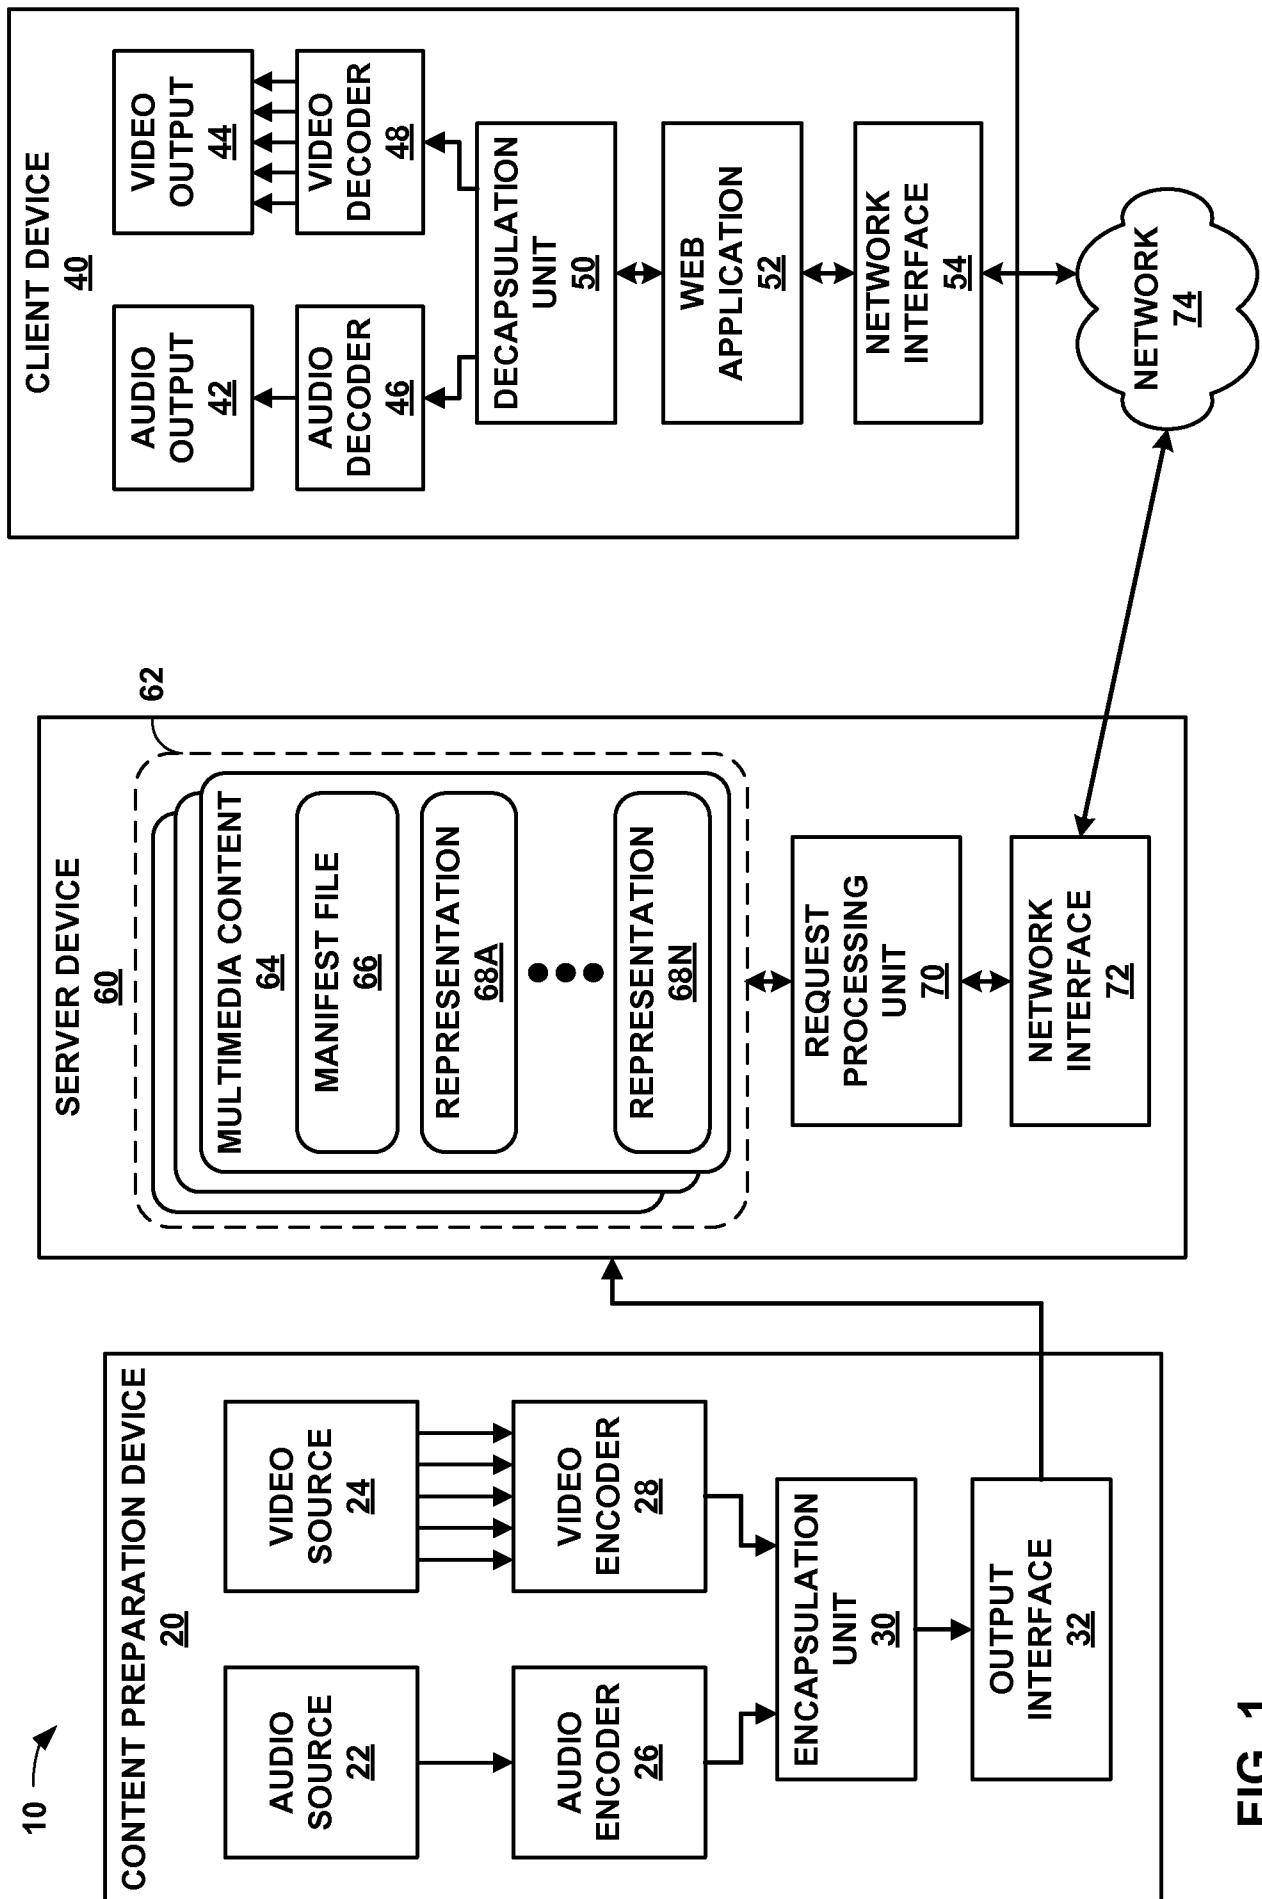 10
CONTENT PREPARATION DEVICE
20
AUDIO
SOURCE
22
VIDEO
SOURCE
24
AUDIO
ENCODER
26
VIDEO
ENCODER
28
ENCAPSULATION
UNIT
30
OUTPUT
INTERFACE
32
SERVER DEVICE
60
62
MULTIMEDIA CONTENT
64
MANIFEST FILE
66
REPRESENTATION
68A
REPRESENTATION
68N
REQUEST
PROCESSING
UNIT
70
NETWORK
INTERFACE
72
CLIENT DEVICE
40
AUDIO
OUTPUT
42
VIDEO
OUTPUT
44
AUDIO
DECODER
46
VIDEO
DECODER
48
DECAPSULATION
UNIT
50
WEB
APPLICATION
52
NETWORK
INTERFACE
54
NETWORK
74
FIG. 1